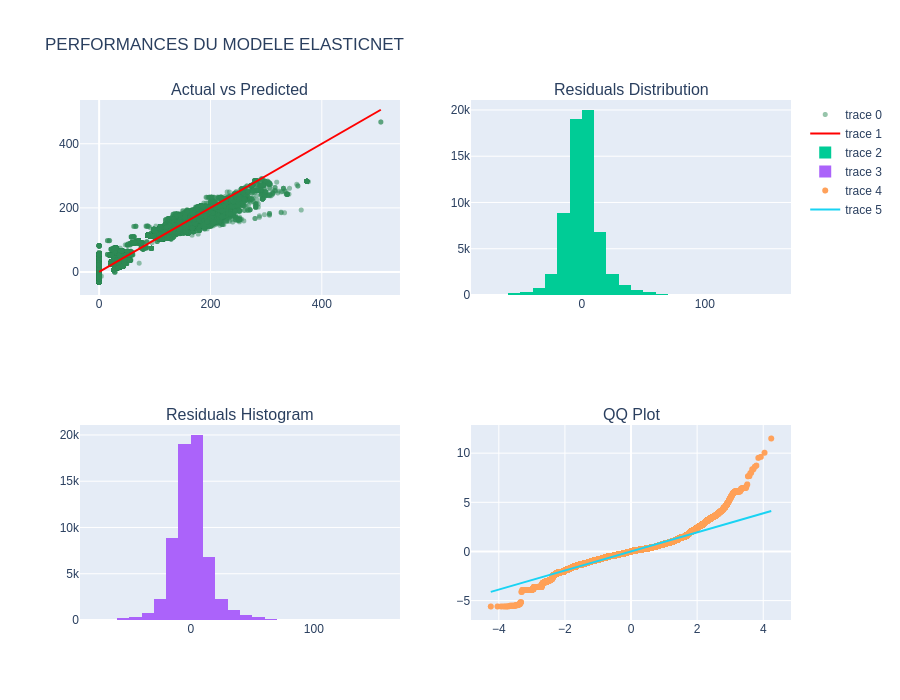 PERFORMANCES DU MODELE ELASTICNET
Actual vs Predicted
400
200
0
0 200 400
Residuals Distribution
20k
15k
10k
5k
0
0 100
trace 0
trace 1
trace 2
trace 3
trace 4
trace 5
Residuals Histogram
20k
15k
10k
5k
0
0 100
QQ Plot
10
5
0
−5
−4 −2 0 2 4